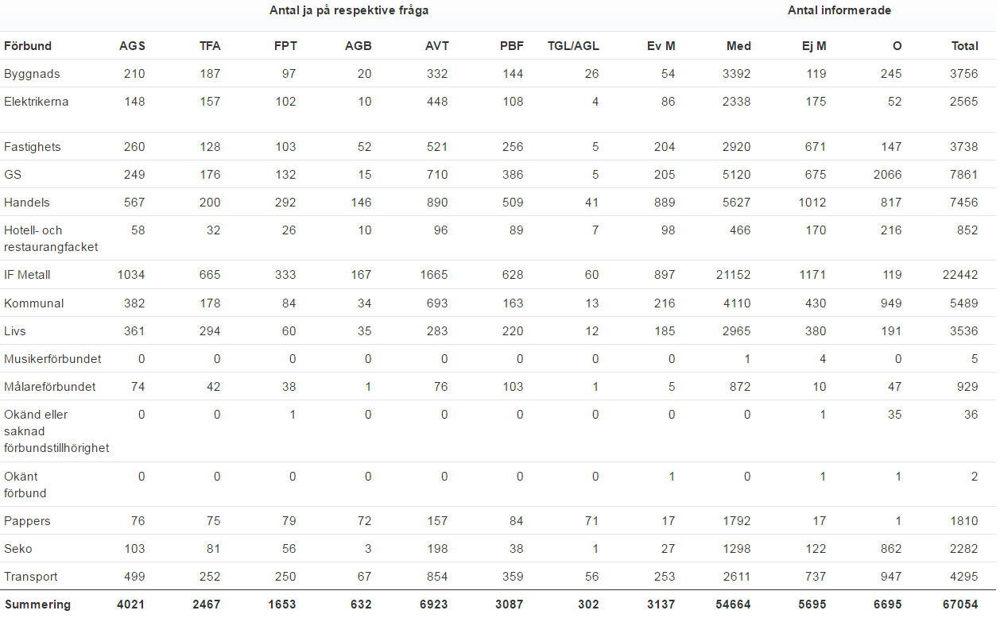 Antal ja på respektive fråga Antal informerade
Förbund AGS TFA FPT AGB AVT PBF TGL/AGL Ev M Med Ej M O Total
Byggnads 210 187 97 20 332 144 26 54 3392 119 245 3756
Elektrikerna 148 157 102 10 448 108 4 86 2338 175 52 2565
Fastighets 260 128 103 52 521 256 5 204 2920 671 147 3738
GS 249 176 132 15 710 386 5 205 5120 675 2066 7861
Handels 567 200 292 146 890 509 41 889 5627 1012 817 7456
Hotell- och 58 32 26 10 96 89 7 98 466 170 216 852
restaurangfacket
IF Metall 1034 665 333 167 1665 628 60 897 21152 1171 119 22442
Kommunal 382 178 84 34 693 163 13 216 4110 430 949 5489
Livs 361 294 60 35 283 220 12 185 2965 380 191 3536
Musikerförbundet 0 0 0 0 0 0 0 0 1 4 0 5
Målareförbundet 74 42 38 1 76 103 1 5 872 10 47 929
Okänd eller 0 0 1 0 0 0 0 0 0 1 35 36
saknad
förbundstillhörighet
Okänt 0 0 0 0 0 0 0 1 0 1 1 2
förbund
Pappers 76 75 79 72 157 84 71 17 1792 17 1 1810
Seko 103 81 56 3 198 38 1 27 1298 122 862 2282
Transport 499 252 250 67 854 359 56 253 2611 737 947 4295
Summering 4021 2467 1653 632 6923 3087 302 3137 54664 5695 6695 67054